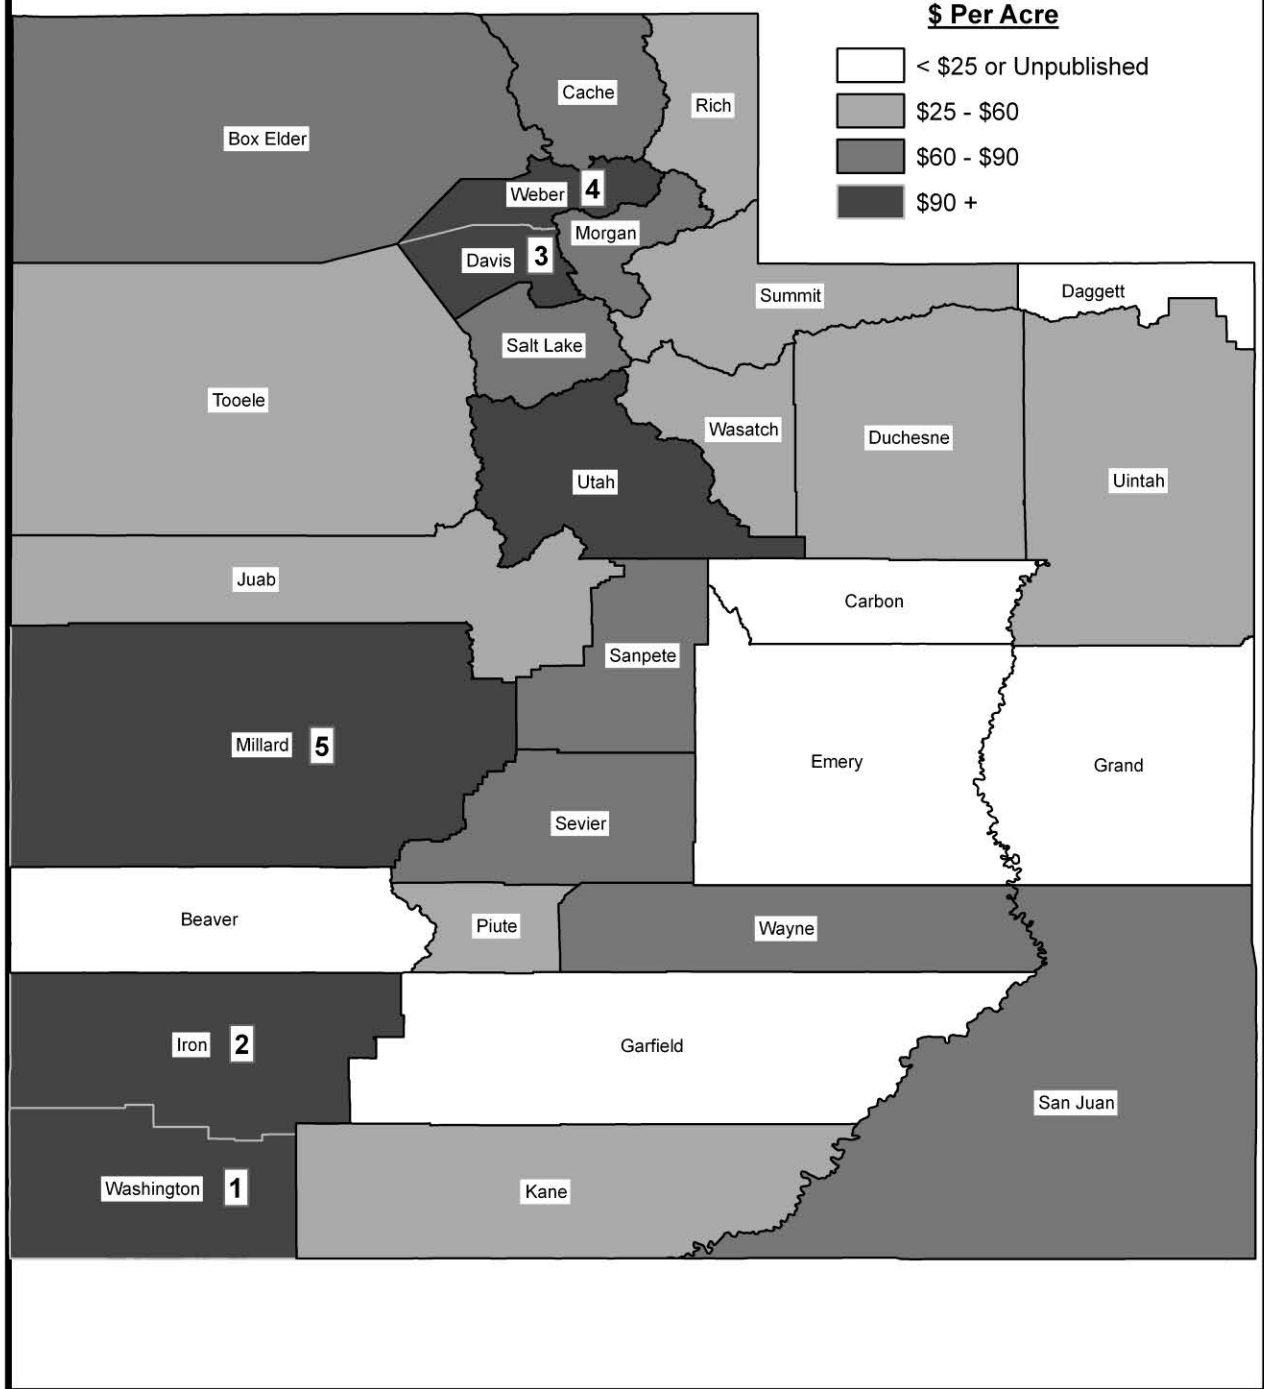 $ Per Acre
< $25 or Unpublished
$25 - $60
$60 - $90
$90 +
Cache
Rich
Box Elder
Weber 4
Morgan
Davis 3
Summit
Daggett
Salt Lake
Tooele
Wasatch
Duchesne
Utah
Uintah
Juab
Carbon
Sanpete
Millard 5
Emery
Grand
Sevier
Beaver
Piute
Wayne
Iron 2
Garfield
San Juan
Washington 1
Kane